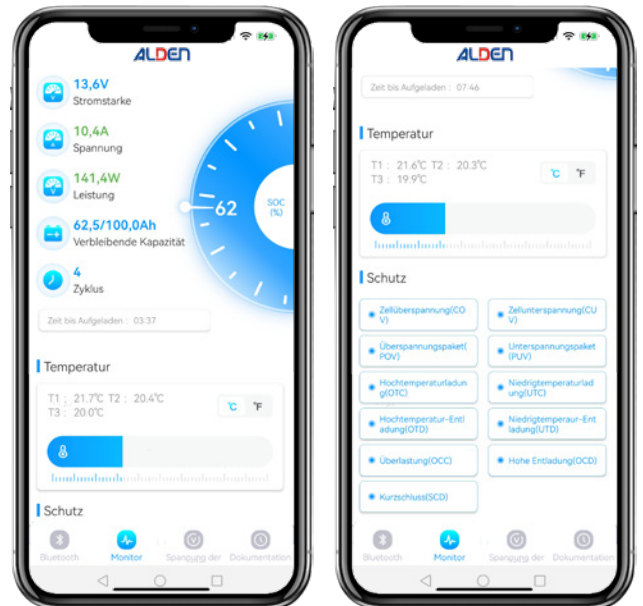 ALDEN
13,6V
Stromstarke
10,4A
Spannung
141,4W
Leistung
62,5/100,0Ah
Verbleibende Kapazität
4
Zyklus
62
SOC
(%)
Zeit bis Aufgeladen : 03:37
Temperatur
T1 : 21.7℃ T2 : 20.4℃
T3 : 20.0℃
℃ ℉
Schutz
Bluetooth
Monitor
Spannung der
Dokumentation
ALDEN
Zeit bis Aufgeladen : 07:46
Temperatur
T1 : 21.6℃ T2 : 20.3℃
T3 : 19.9℃
℃ ℉
Schutz
Zellüberspannung(CO
V)
Zellunterspannung(CU
V)
Überspannungspaket(
POV)
Unterspannungspaket
(PUV)
Hochtemperaturladun
g(OTC)
Niedrigtemperaturlad
ung(UTC)
Hochtemperatur-Entl
adung(OTD)
Niedrigtemperaur-Ent
ladung(UTD)
Überlastung(OCC)
Hohe Entladung(OCD)
Kurzschluss(SCD)
Bluetooth
Monitor
Spannung der
Dokumentation